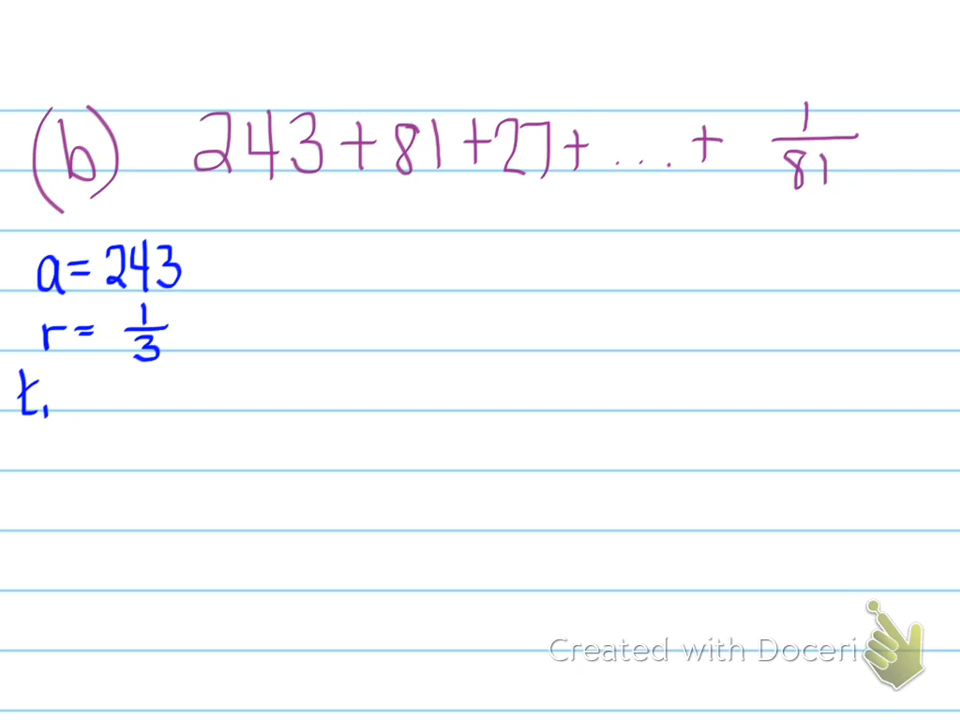 (b) 243 + 81 + 27 + ... + 1/81
a = 243
r = 1/3
t
Created with Doceri